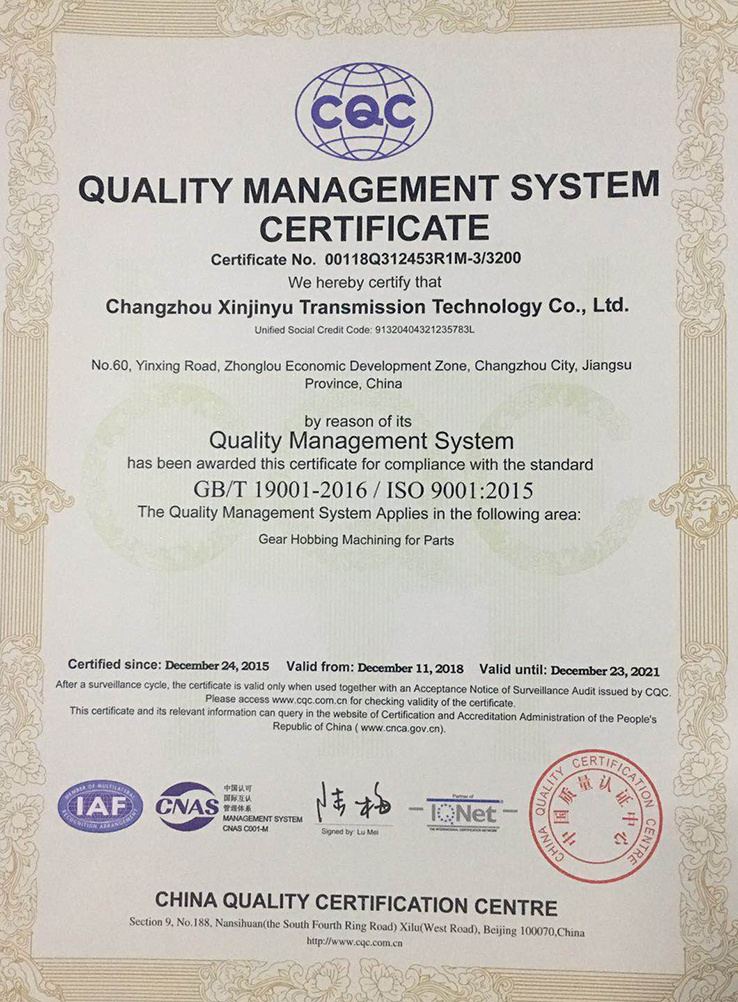 CQC
QUALITY MANAGEMENT SYSTEM
CERTIFICATE
Certificate No. 00118Q312453R1M-3/3200
We hereby certify that
Changzhou Xinjinyu Transmission Technology Co., Ltd.
Unified Social Credit Code: 91320404321235783L
No.60, Yinxing Road, Zhonglou Economic Development Zone, Changzhou City, Jiangsu
Province, China
by reason of its
Quality Management System
has been awarded this certificate for compliance with the standard
GB/T 19001-2016 / ISO 9001:2015
The Quality Management System Applies in the following area:
Gear Hobbing Machining for Parts
Certified since: December 24, 2015 Valid from: December 11, 2018 Valid until: December 23, 2021
After a surveillance cycle, the certificate is valid only when used together with an Acceptance Notice of Surveillance Audit issued by CQC.
Please access www.cqc.com.cn for checking validity of the certificate.
This certificate and its relevant information can query in the website of Certification and Accreditation Administration of the People's
Republic of China ( www.cnca.gov.cn).
MEMBER OF MULTILATERAL
IAF
RECOGNITION ARRANGEMENT
CNAS
中国认可
国际互认
管理体系
MANAGEMENT SYSTEM
CNAS C001-M
陆梅
Signed by: Lu Mei
Partner of
IQNet
THE INTERNATIONAL CERTIFICATION NETWORK
CHINA QUALITY CERTIFICATION CENTRE
中国质量认证中心
CHINA QUALITY CERTIFICATION CENTRE
Section 9, No.188, Nansihuan(the South Fourth Ring Road) Xilu(West Road), Beijing 100070,China
http://www.cqc.com.cn